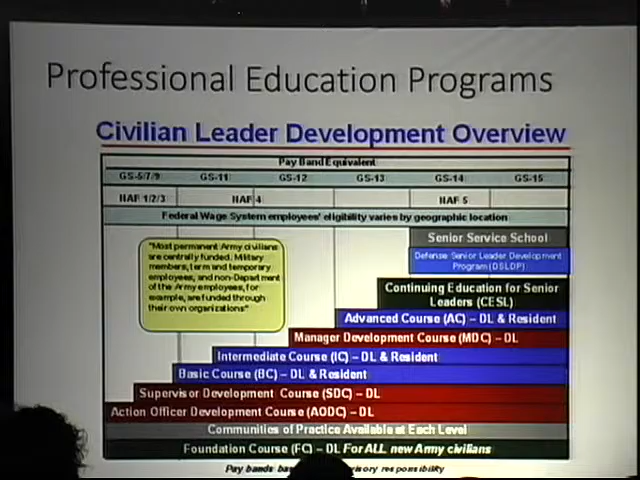 Professional Education Programs
Civilian Leader Development Overview
Pay Band Equivalent
GS-5/7/9 GS-11 GS-12 GS-13 GS-14 GS-15
NAF 1/2/3 NAF 4 NAF 5
Federal Wage System employees' eligibility varies by geographic location
"Most permanent Army civilians
are centrally funded. Military
members, term and temporary
employees, and non-Department
of the Army employees, for
example, are funded through
their own organizations"
Senior Service School
Defense Senior Leader Development
Program (DSLDP)
Continuing Education for Senior
Leaders (CESL)
Advanced Course (AC) – DL & Resident
Manager Development Course (MDC) – DL
Intermediate Course (IC) – DL & Resident
Basic Course (BC) – DL & Resident
Supervisor Development Course (SDC) – DL
Action Officer Development Course (AODC) – DL
Communities of Practice Available at Each Level
Foundation Course (FC) – DL For ALL new Army civilians
Pay bands responsibility